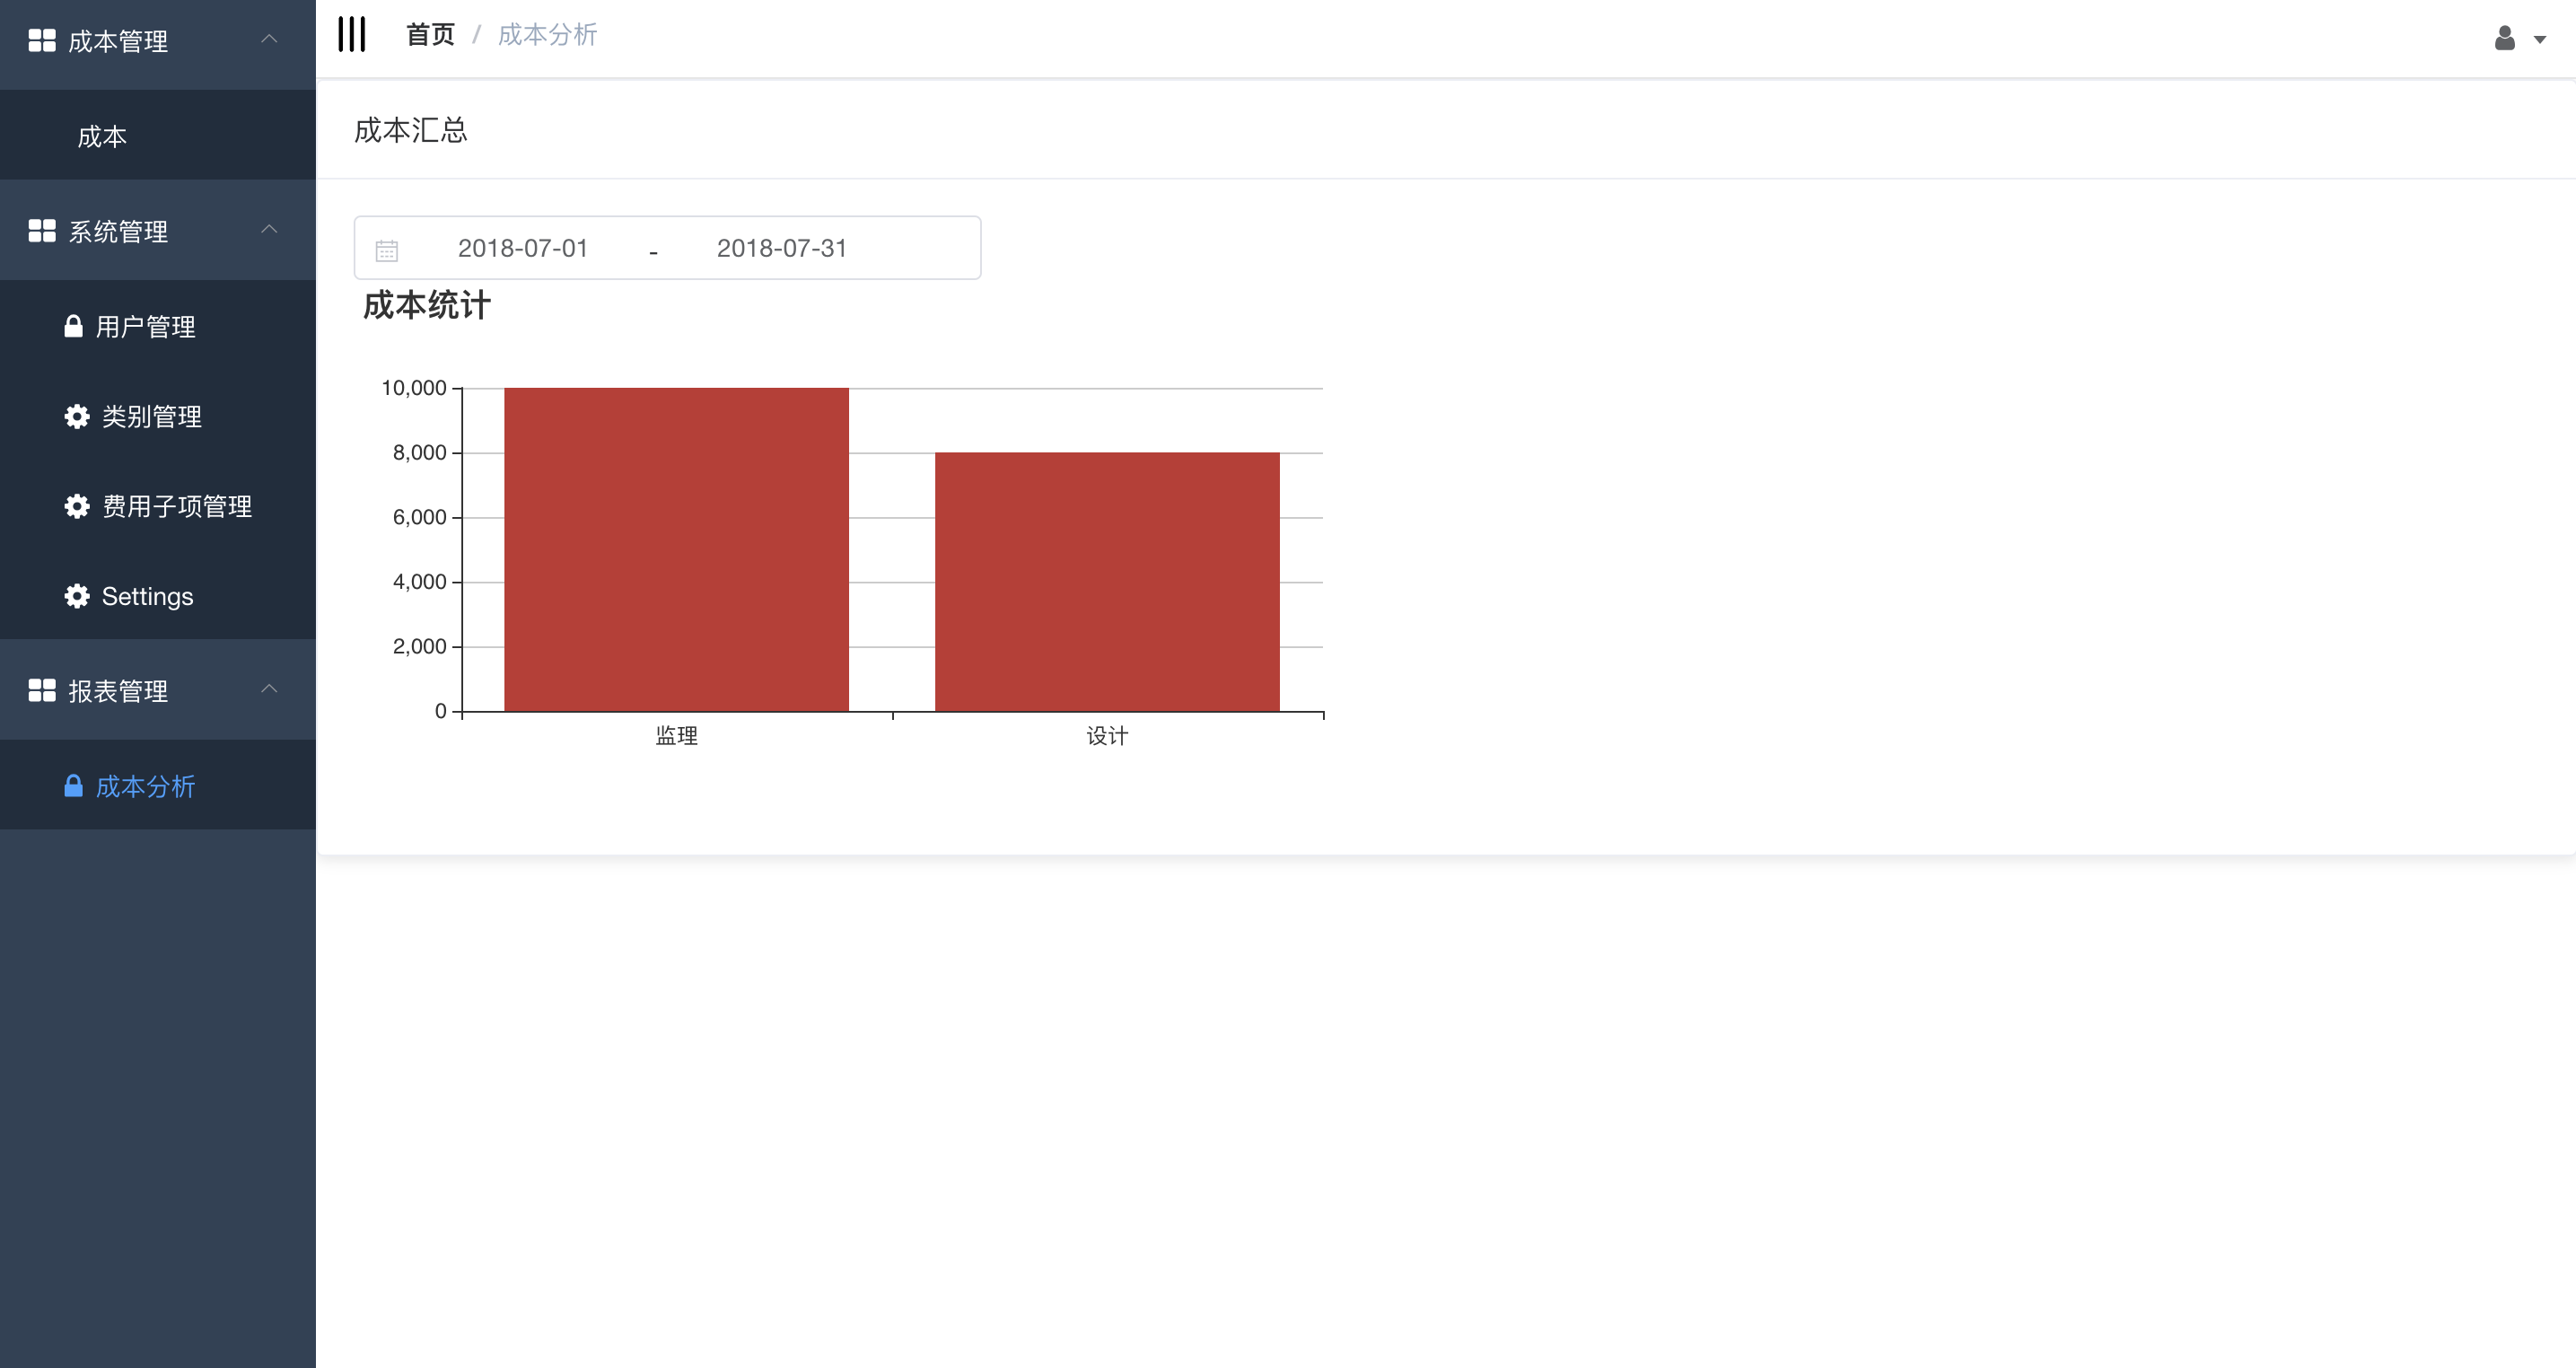 成本管理
成本
系统管理
用户管理
类别管理
费用子项管理
Settings
报表管理
成本分析
首页 / 成本分析
成本汇总
2018-07-01 - 2018-07-31
成本统计
10,000
8,000
6,000
4,000
2,000
0
监理 设计